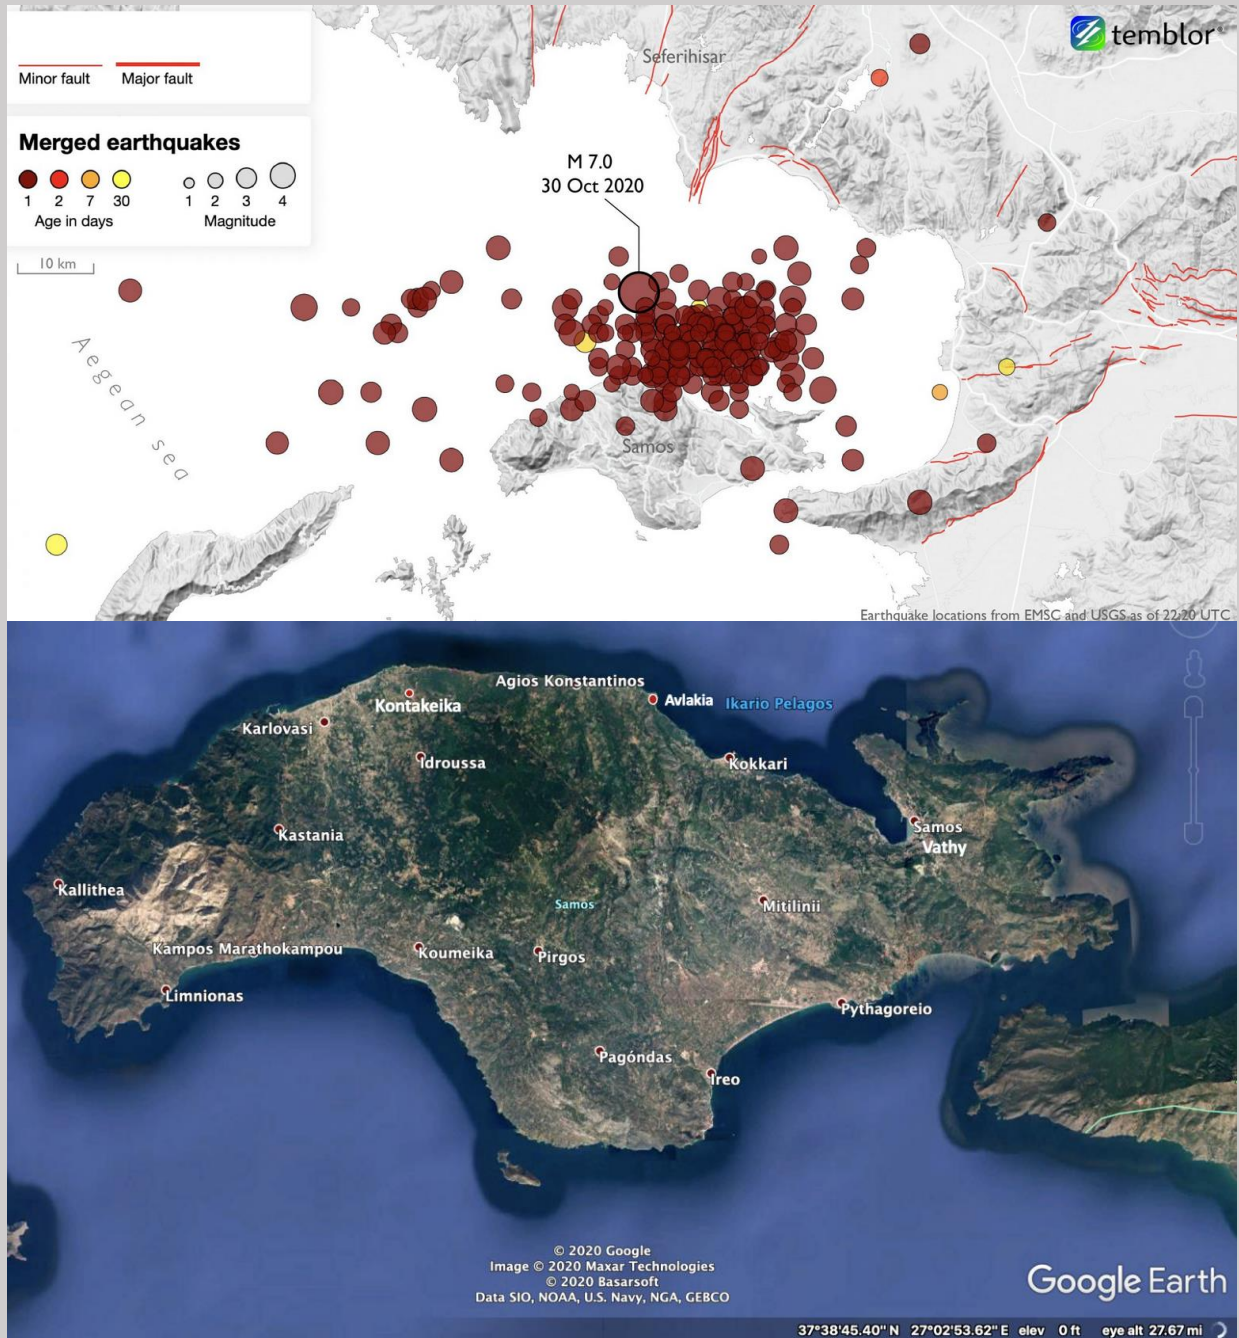 temblor
Seferihisar
Minor fault
Major fault
Merged earthquakes
1 2 7 30
1 2 3 4
Age in days
Magnitude
M 7.0
30 Oct 2020
10 km
Aegean sea
Samos
Earthquake locations from EMSC and USGS as of 22:20 UTC
Agios Konstantinos
Avlakia
Ikario Pelagos
Kontakeika
Karlovasi
Idroussa
Kokkari
Kastania
Samos
Vathy
Kallithea
Samos
Mitilinii
Kampos Marathokampou
Koumeika
Pirgos
Limnionas
Pythagoreio
Pagóndas
Ireo
© 2020 Google
Image © 2020 Maxar Technologies
© 2020 Basarsoft
Data SIO, NOAA, U.S. Navy, NGA, GEBCO
Google Earth
37°38'45.40" N 27°02'53.62" E elev 0 ft eye alt 27.67 mi